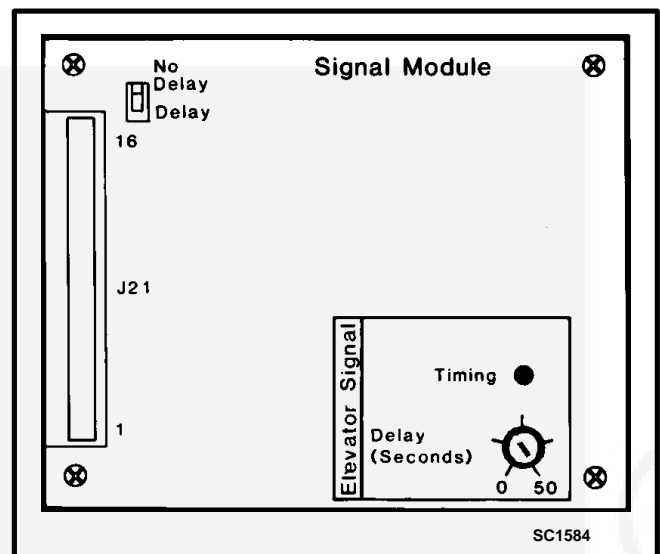 No
Delay
Signal Module
Delay
16
J21
1
Elevator Signal
Timing
Delay
(Seconds)
0 50
SC1584